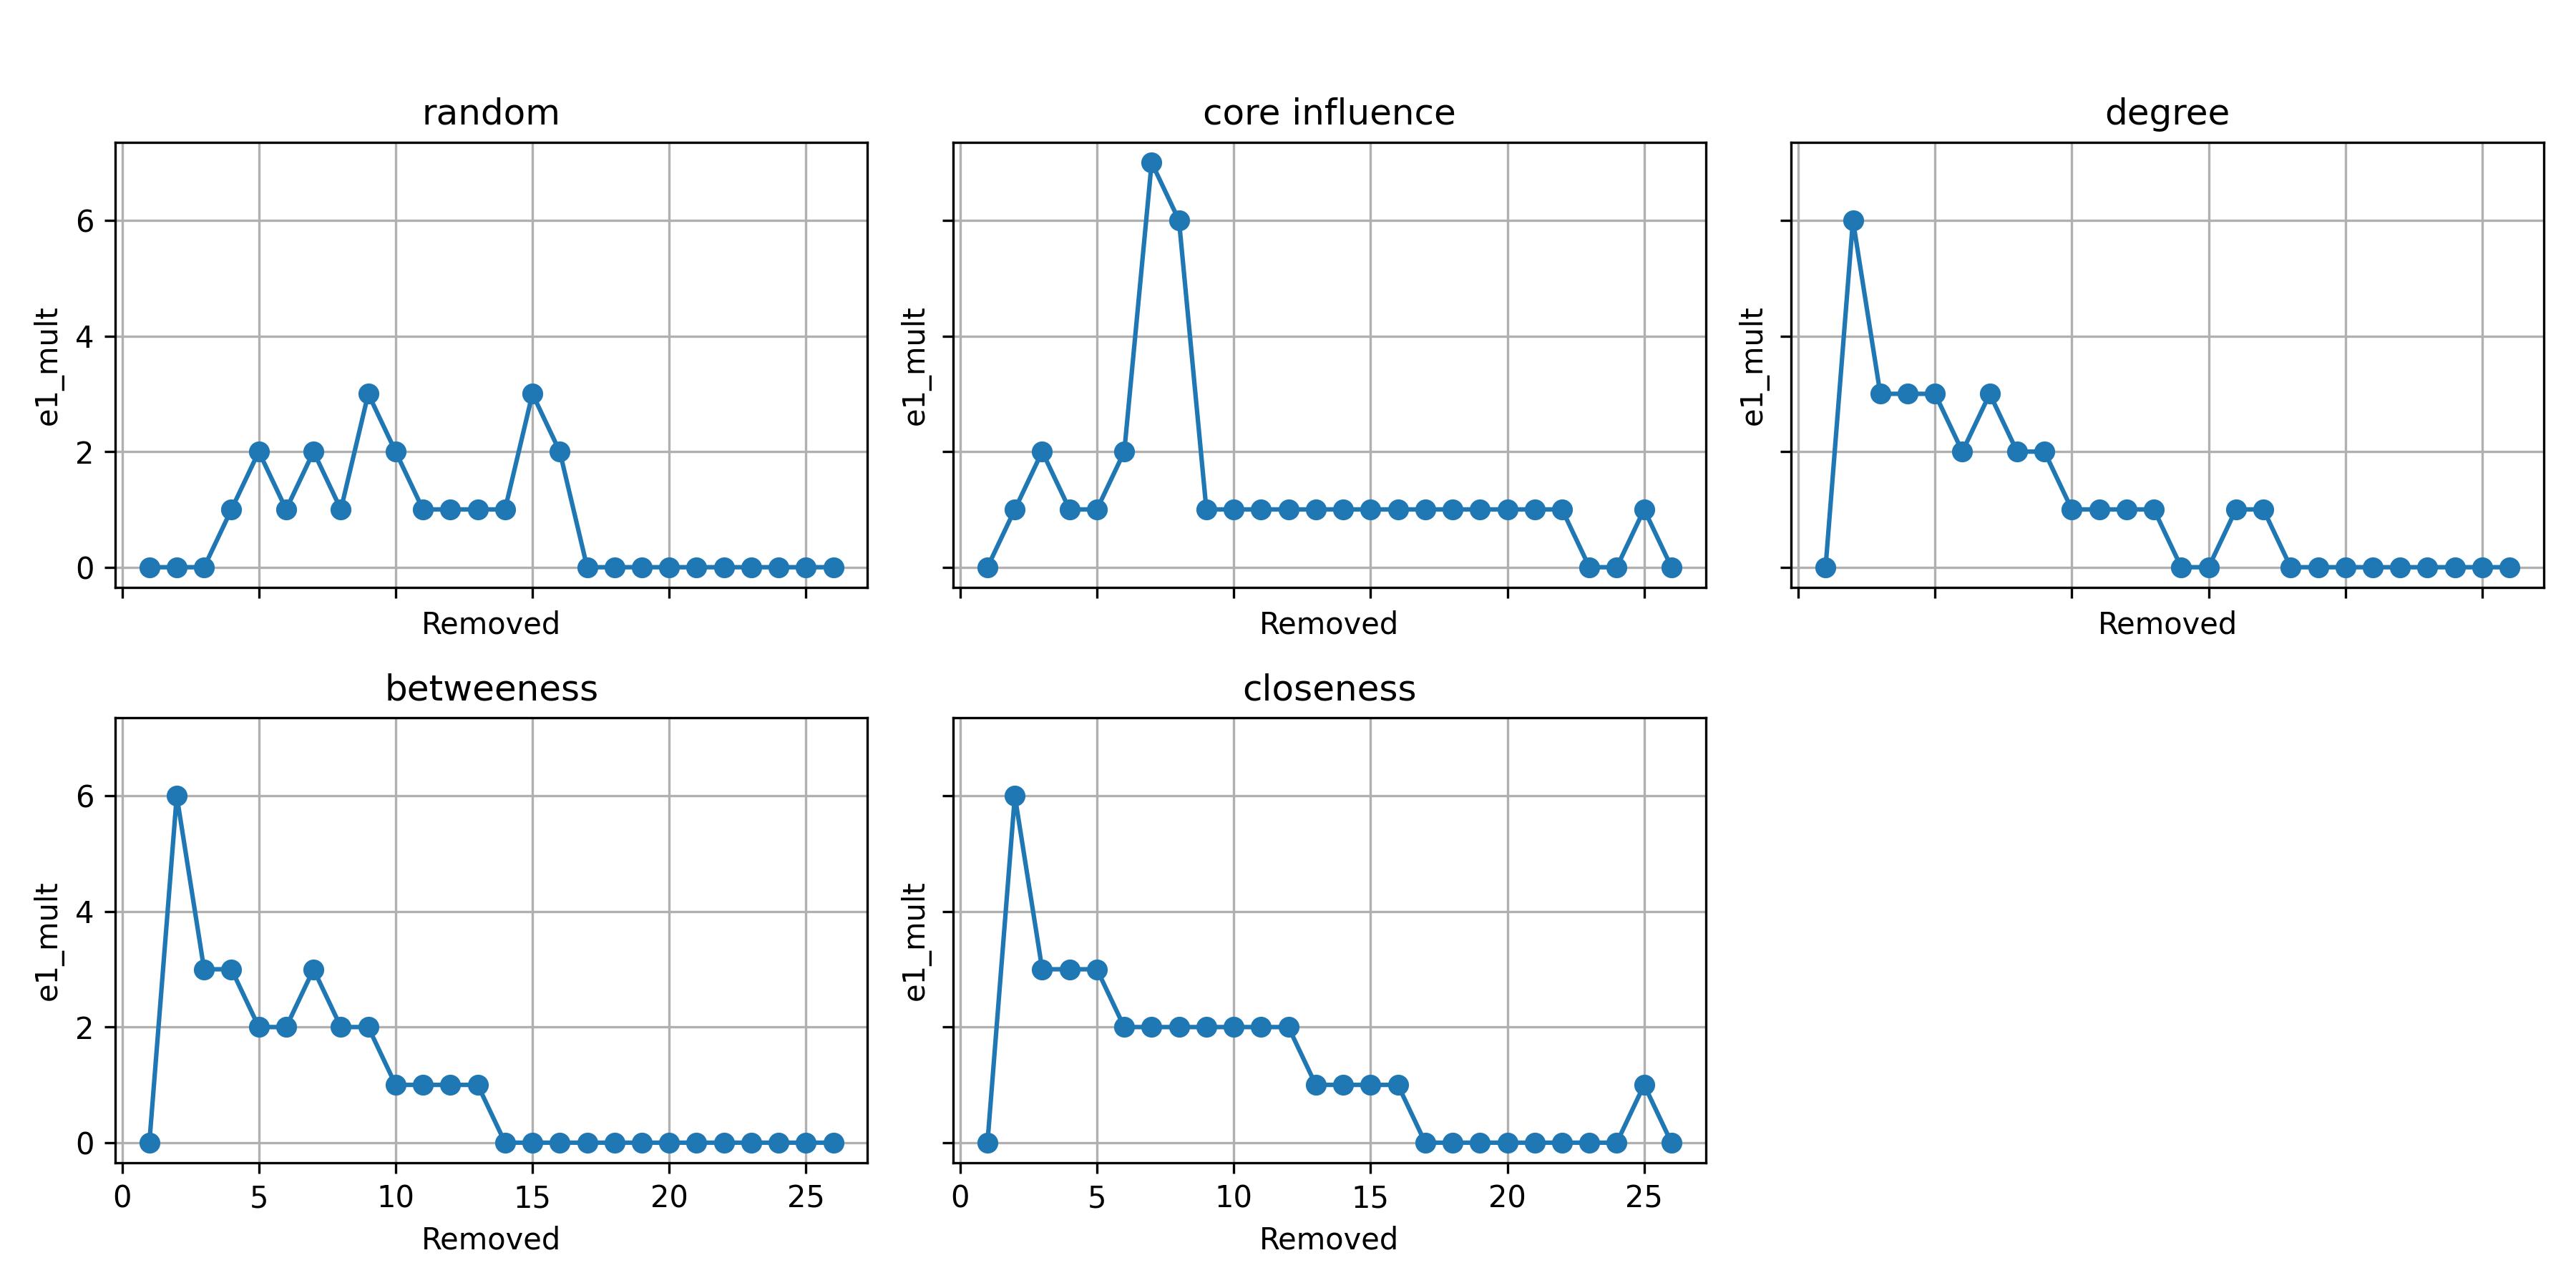 random
core influence
degree
e1_mult
6
4
2
0
Removed
e1_mult
Removed
e1_mult
Removed
betweeness
closeness
e1_mult
6
4
2
0
0 5 10 15 20 25
Removed
e1_mult
0 5 10 15 20 25
Removed